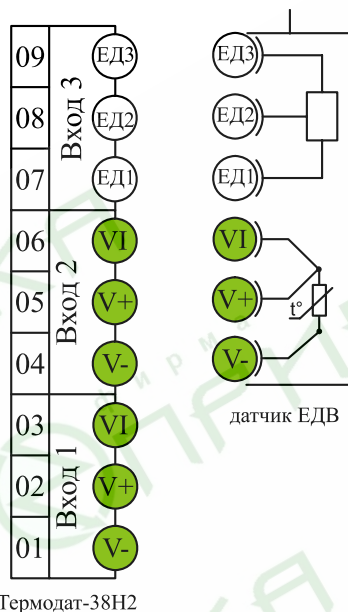 09 ЕД3 ЕД3
08 Вход 3 ЕД2 ЕД2
07 ЕД1 ЕД1
06 VI VI
05 Вход 2 V+ V+ t°
04 V- V-
03 VI датчик ЕДВ
02 Вход 1 V+
01 V-
Термодат-38Н2